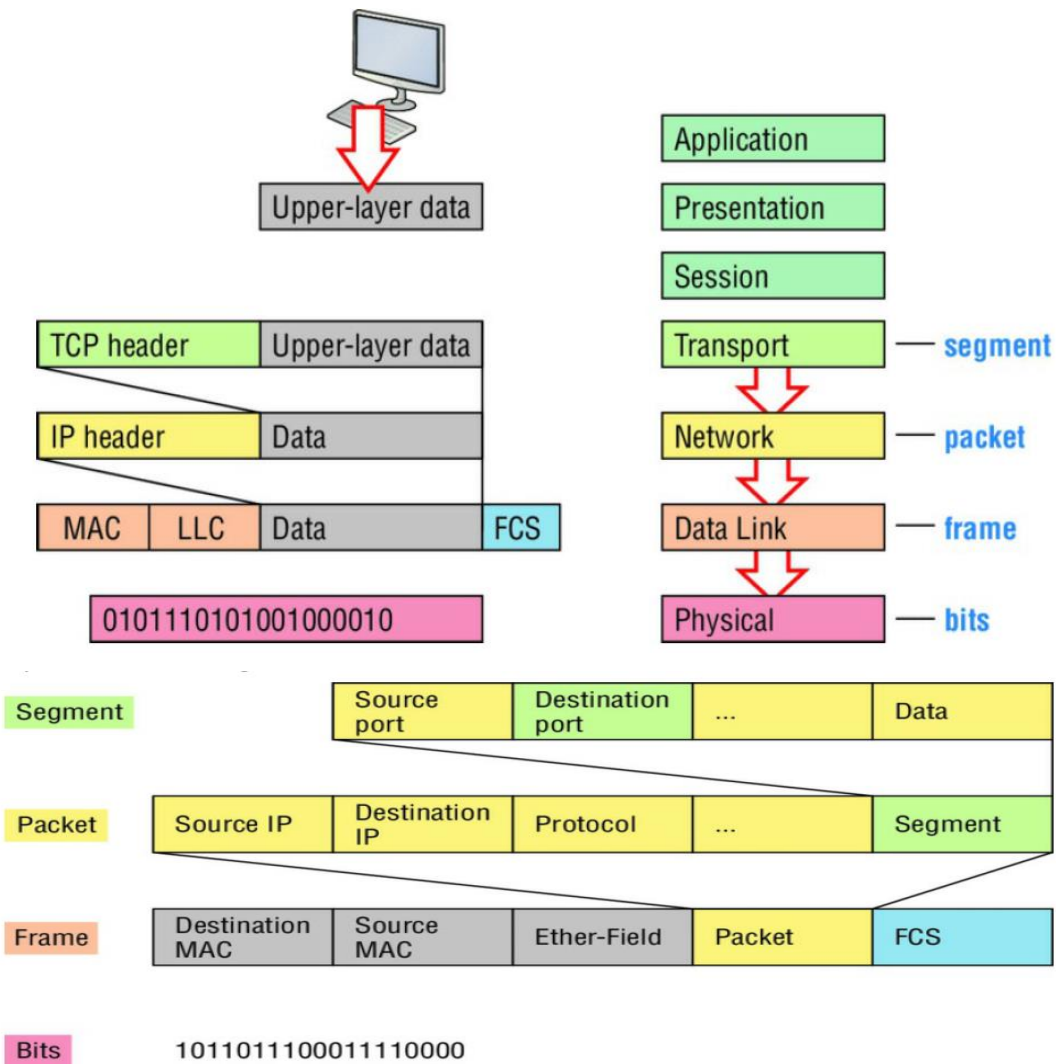 Upper-layer data
Application
Presentation
Session
TCP header Upper-layer data
Transport segment
IP header Data
Network packet
MAC LLC Data FCS
Data Link frame
0101110101001000010
Physical bits
Segment
Source port
Destination port
...
Data
Packet
Source IP
Destination IP
Protocol
...
Segment
Frame
Destination MAC
Source MAC
Ether-Field
Packet
FCS
Bits
1011011100011110000